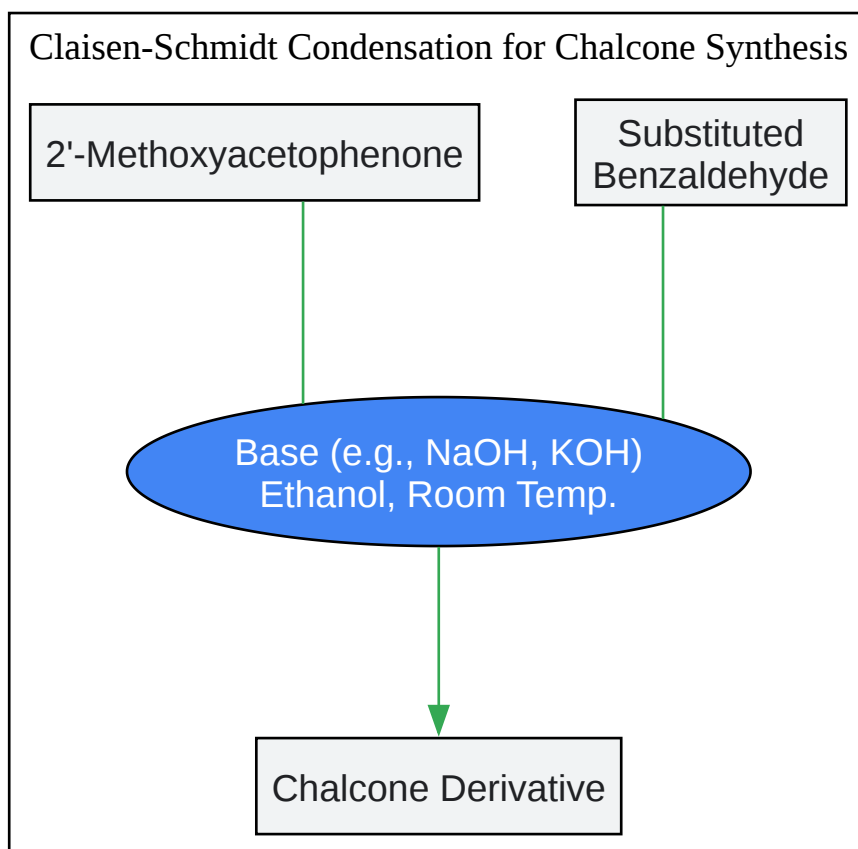 Claisen-Schmidt Condensation for Chalcone Synthesis
2'-Methoxyacetophenone
Substituted
Benzaldehyde
Base (e.g., NaOH, KOH)
Ethanol, Room Temp.
Chalcone Derivative